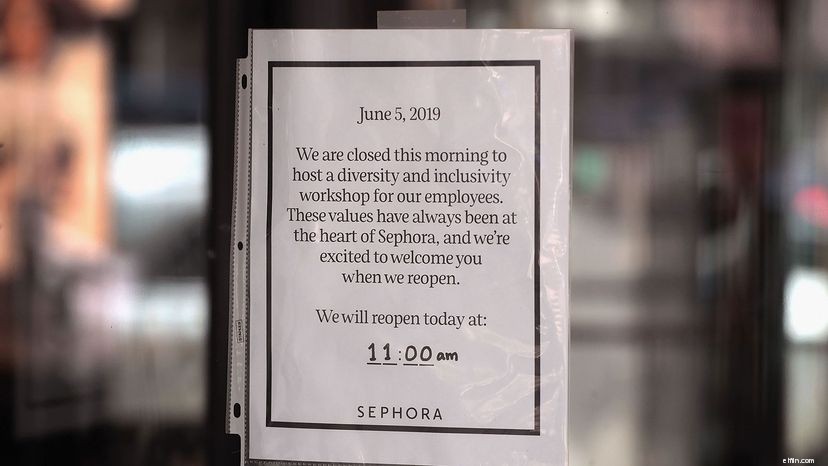 June 5, 2019
We are closed this morning to
host a diversity and inclusivity
workshop for our employees.
These values have always been at
the heart of Sephora, and we're
excited to welcome you
when we reopen.
We will reopen today at:
11:00 am
SEPHORA